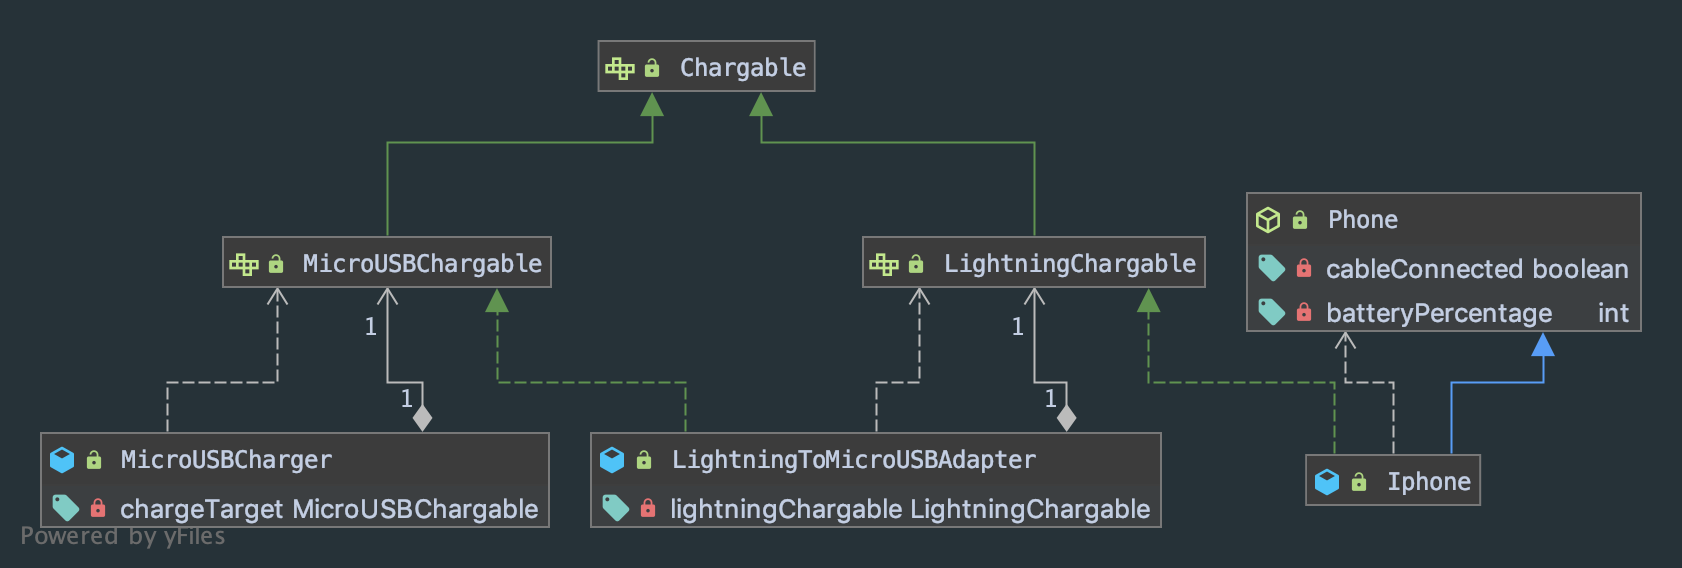 Chargable
MicroUSBChargable
LightningChargable
Phone
cableConnected boolean
batteryPercentage int
1
1
1
1
MicroUSBCharger
chargeTarget MicroUSBChargable
LightningToMicroUSBAdapter
lightningChargable LightningChargable
Iphone
Powered by yFiles